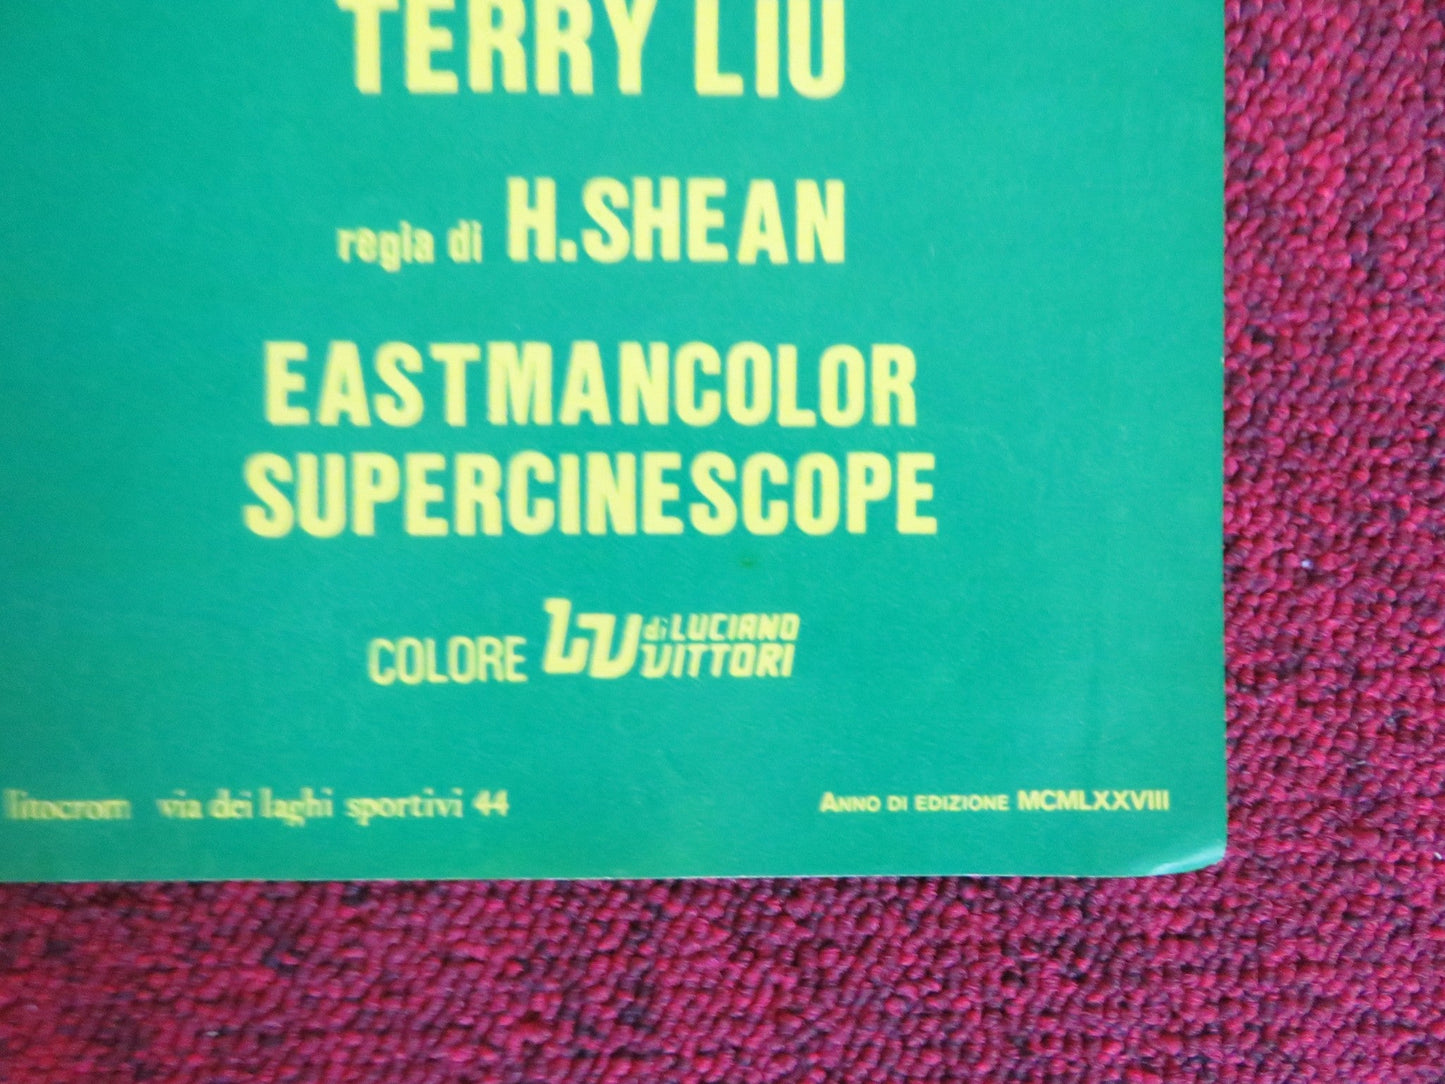 TERRY LIU
regia di H.SHEAN
EASTMANCOLOR
SUPERCINESCOPE
COLORE LV di LUCIANO VITTORI
litocrom via dei laghi sportivi 44
ANNO DI EDIZIONE MCMLXXVIII